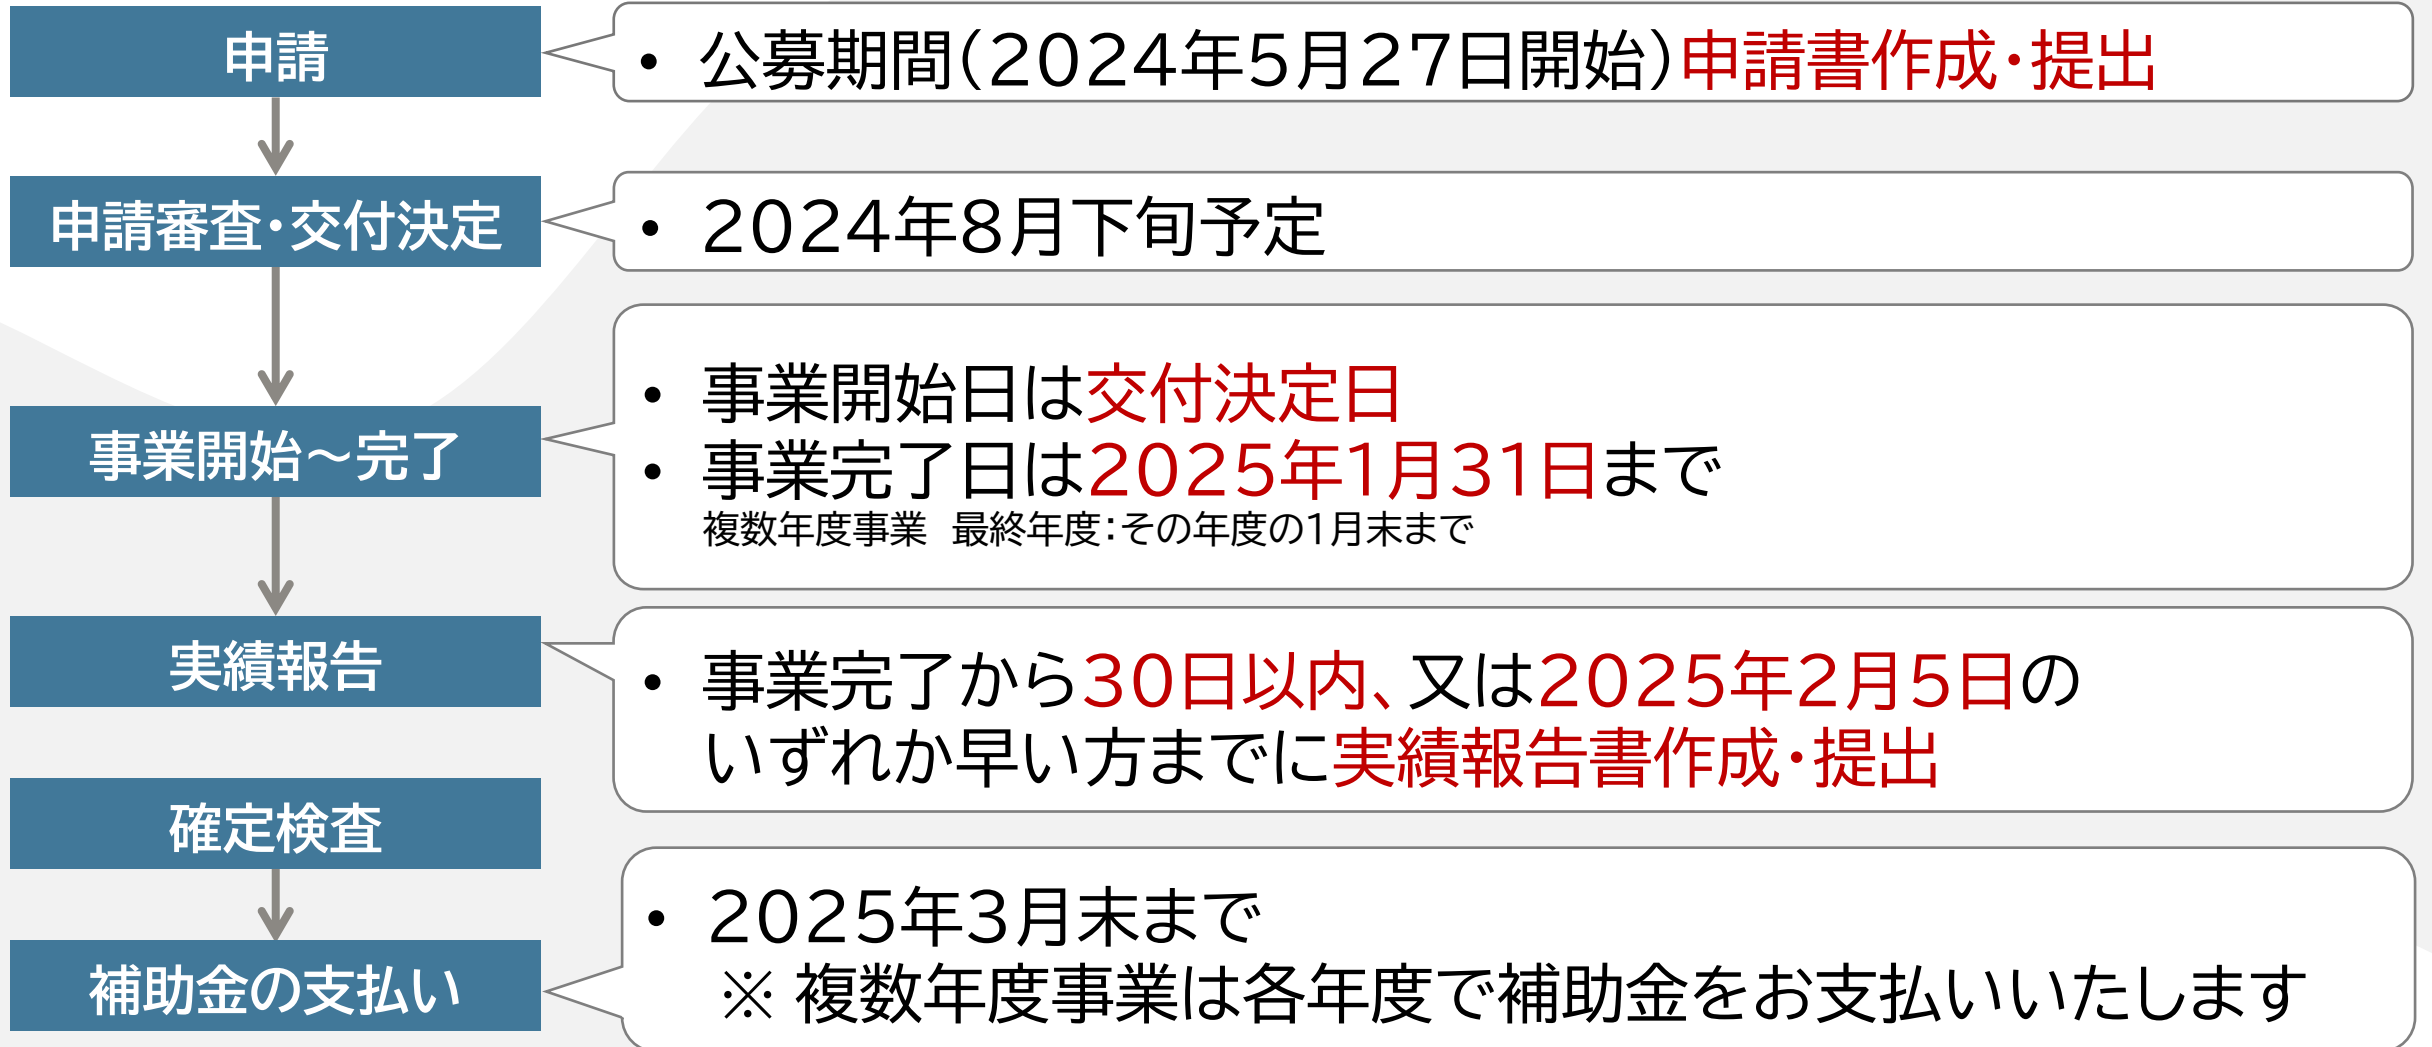 申請
• 公募期間（2024年5月27日開始）申請書作成・提出
申請審査・交付決定
• 2024年8月下旬予定
事業開始～完了
• 事業開始日は交付決定日
• 事業完了日は2025年1月31日まで
複数年度事業　最終年度：その年度の1月末まで
実績報告
• 事業完了から30日以内、又は2025年2月5日の
いずれか早い方までに実績報告書作成・提出
確定検査
補助金の支払い
• 2025年3月末まで
※ 複数年度事業は各年度で補助金をお支払いいたします